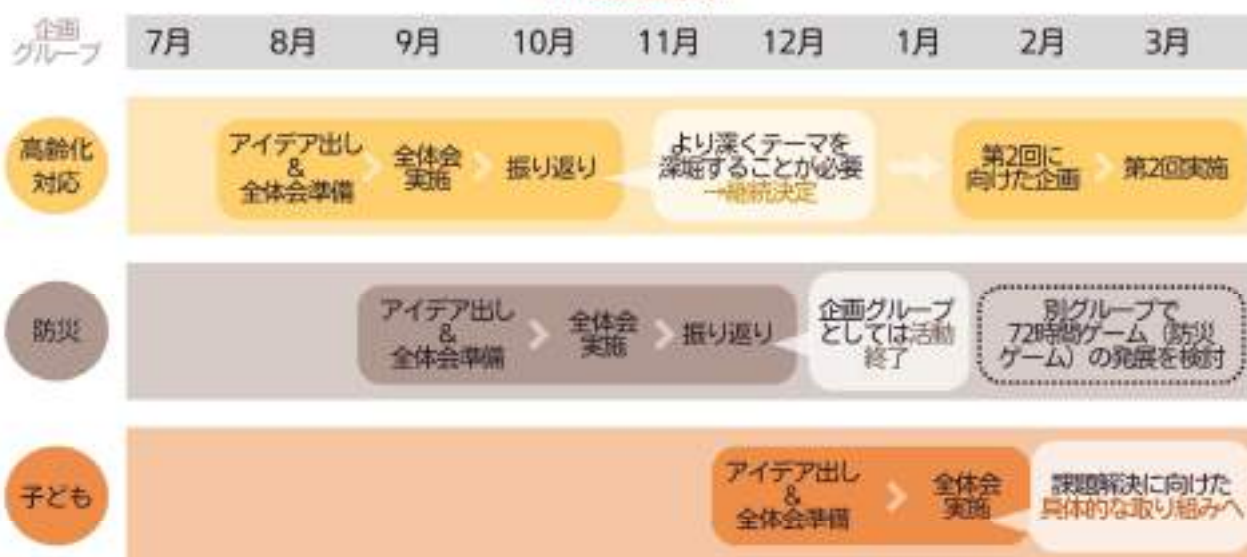 企画
グループ
7月 8月 9月 10月 11月 12月 1月 2月 3月
高齢化
対応
アイデア出し
&
全体会準備
全体会
実施
振り返り
より深くテーマを
深堀することが必要
→継続決定
第2回に
向けた企画
第2回実施
防災
アイデア出し
&
全体会準備
全体会
実施
振り返り
企画グループ
としては活動
終了
別グループで
72時間ゲーム（防災
ゲーム）の発展を検討
子ども
アイデア出し
&
全体会準備
全体会
実施
課題解決に向けた
具体的な取り組みへ